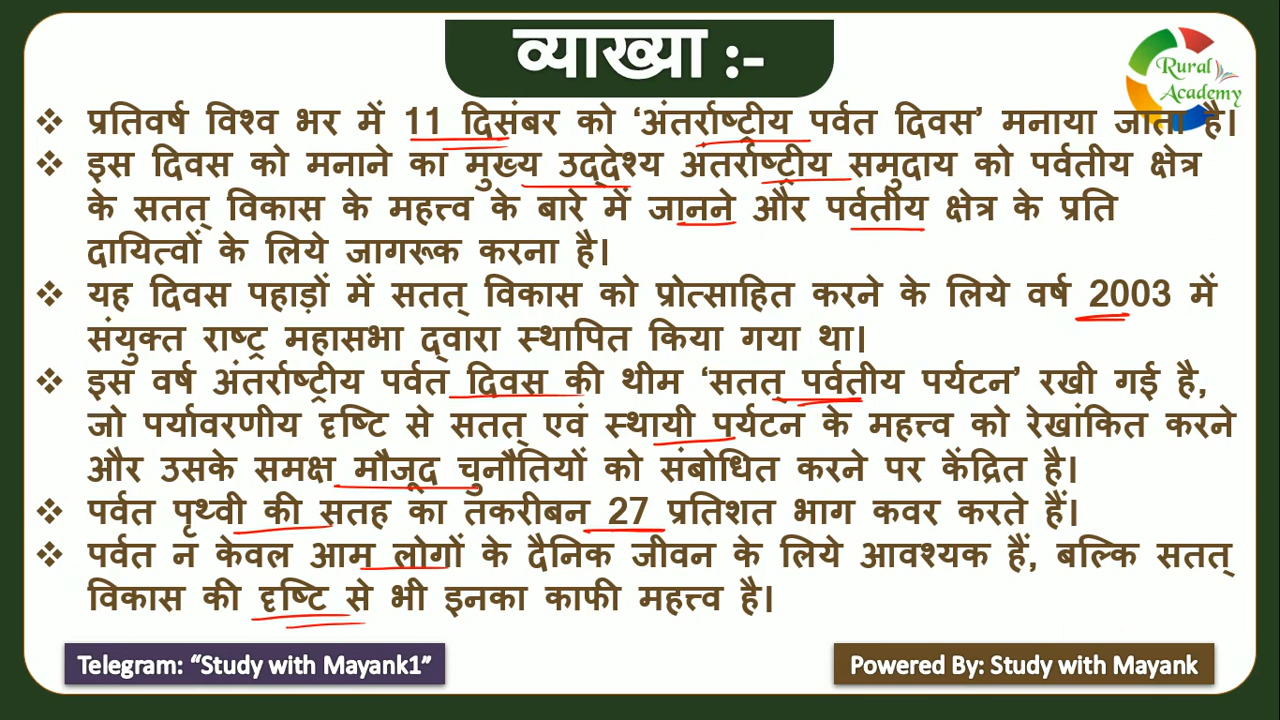 व्याख्या :-
Rural
Academy
❖ प्रतिवर्ष विश्व भर में 11 दिसंबर को ‘अंतर्राष्ट्रीय पर्वत दिवस’ मनाया जाता है।
❖ इस दिवस को मनाने का मुख्य उद्देश्य अंतर्राष्ट्रीय समुदाय को पर्वतीय क्षेत्र
के सतत् विकास के महत्त्व के बारे में जानने और पर्वतीय क्षेत्र के प्रति
दायित्वों के लिये जागरूक करना है।
❖ यह दिवस पहाड़ों में सतत् विकास को प्रोत्साहित करने के लिये वर्ष 2003 में
संयुक्त राष्ट्र महासभा द्वारा स्थापित किया गया था।
❖ इस वर्ष अंतर्राष्ट्रीय पर्वत दिवस की थीम ‘सतत् पर्वतीय पर्यटन’ रखी गई है,
जो पर्यावरणीय दृष्टि से सतत् एवं स्थायी पर्यटन के महत्त्व को रेखांकित करने
और उसके समक्ष मौजूद चुनौतियों को संबोधित करने पर केंद्रित है।
❖ पर्वत पृथ्वी की सतह का तकरीबन 27 प्रतिशत भाग कवर करते हैं।
❖ पर्वत न केवल आम लोगों के दैनिक जीवन के लिये आवश्यक हैं, बल्कि सतत्
विकास की दृष्टि से भी इनका काफी महत्त्व है।
Telegram: “Study with Mayank1”
Powered By: Study with Mayank